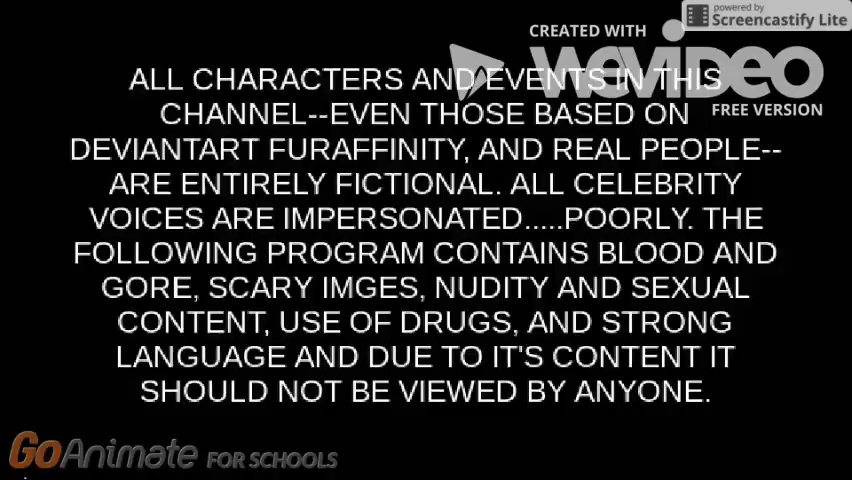 powered by
Screencastify Lite
CREATED WITH
WeVideo
FREE VERSION
ALL CHARACTERS AND EVENTS IN THIS
CHANNEL--EVEN THOSE BASED ON
DEVIANTART FURAFFINITY, AND REAL PEOPLE--
ARE ENTIRELY FICTIONAL. ALL CELEBRITY
VOICES ARE IMPERSONATED.....POORLY. THE
FOLLOWING PROGRAM CONTAINS BLOOD AND
GORE, SCARY IMGES, NUDITY AND SEXUAL
CONTENT, USE OF DRUGS, AND STRONG
LANGUAGE AND DUE TO IT'S CONTENT IT
SHOULD NOT BE VIEWED BY ANYONE.
GoAnimate FOR SCHOOLS